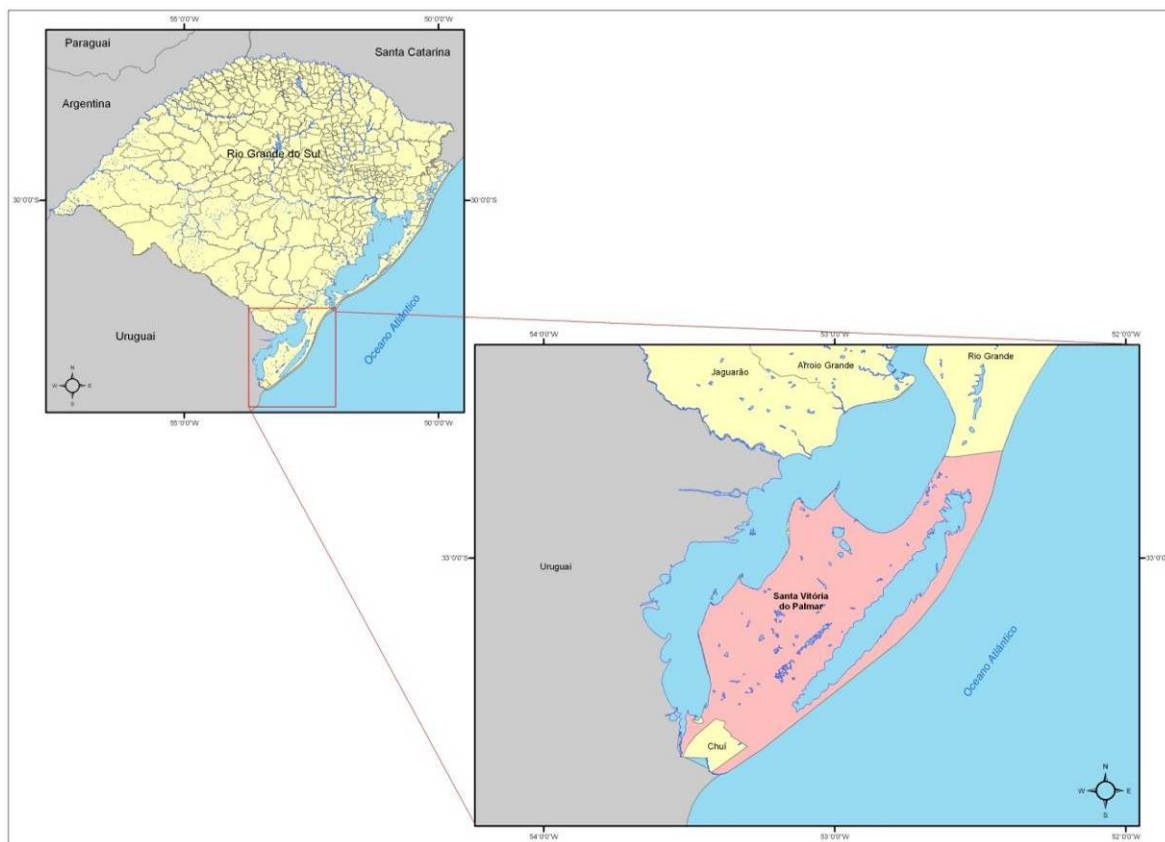 55°0'0"W
50°0'0"W
Paraguai
Santa Catarina
Argentina
Rio Grande do Sul
30°0'0"S
30°0'0"S
Uruguai
Oceano Atlântico
N
W
E
S
55°0'0"W
50°0'0"W
54°0'0"W
53°0'0"W
52°0'0"W
Rio Grande
Arroio Grande
Jaguarão
33°0'0"S
33°0'0"S
Uruguai
Santa Vitória
do Palmar
Oceano Atlântico
Chuí
N
W
E
S
54°0'0"W
53°0'0"W
52°0'0"W